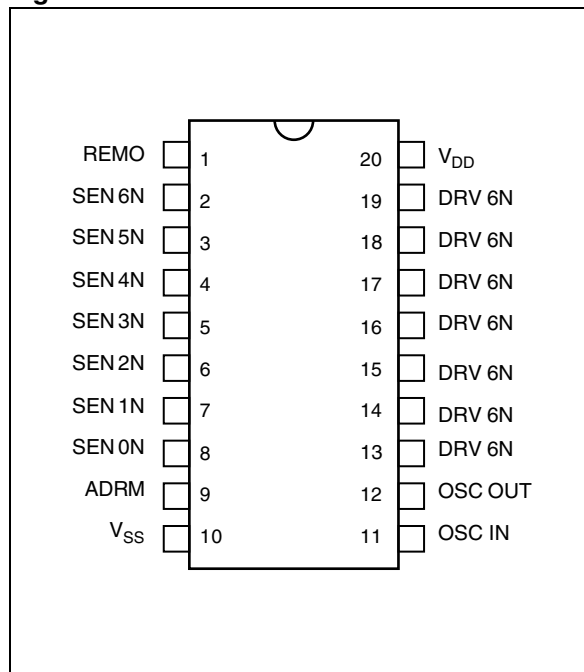 REMO 1 20 VDD
SEN 6N 2 19 DRV 6N
SEN 5N 3 18 DRV 6N
SEN 4N 4 17 DRV 6N
SEN 3N 5 16 DRV 6N
SEN 2N 6 15 DRV 6N
SEN 1N 7 14 DRV 6N
SEN 0N 8 13 DRV 6N
ADRM 9 12 OSC OUT
VSS 10 11 OSC IN